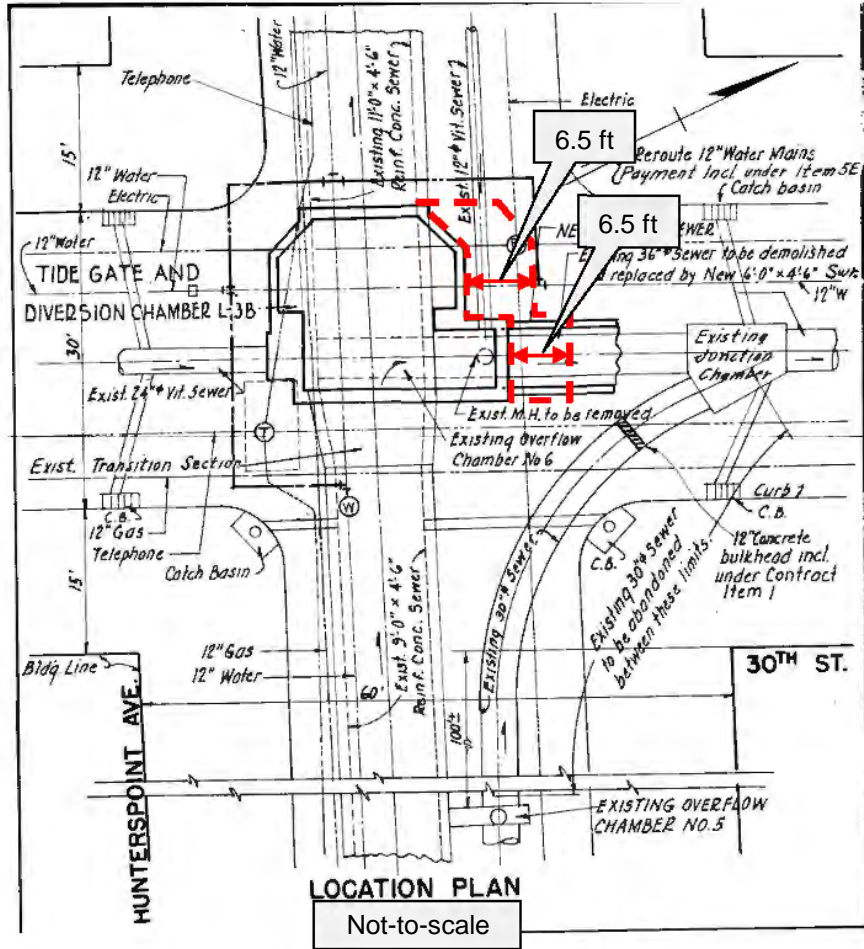 12"Water
Telephone
Existing 11'-0" x 4'-6"
Reinf. Conc. Sewer
Exist. 12"ϕ Vit. Sewer
Electric
6.5 ft
15'
12" Water
Electric
Reroute 12" Water Mains
Payment Incl under Item 5E
Catch basin
6.5 ft
12"Water
NE
EWER
36"ϕ Sewer to be demolished
replaced by New 6'-0" x 4'-6" Swr.
12"W
TIDE GATE AND
DIVERSION CHAMBER L-3B
30'
Existing
Junction
Chamber
Exist. 24"ϕ Vit. Sewer
Exist. M.H. to be removed
Existing Overflow
Chamber No 6
T
Exist. Transition Section
W
Curb 7
C.B.
C.B.
12" Gas
Telephone
Catch Basin
C.B.
12" Concrete
bulkhead incl.
under Contract
Item 1
15'
Existing 30"ϕ Sewer
Existing 30"ϕ Sewer
to be abandoned
between these limits.
12" Gas
12" Water
Exist. 9'-0" x 4'-6"
Reinf. Conc. Sewer
Bldg Line
60'
100'±
30TH ST.
HUNTERSPOINT AVE.
EXISTING OVERFLOW
CHAMBER NO. 5
LOCATION PLAN
Not-to-scale